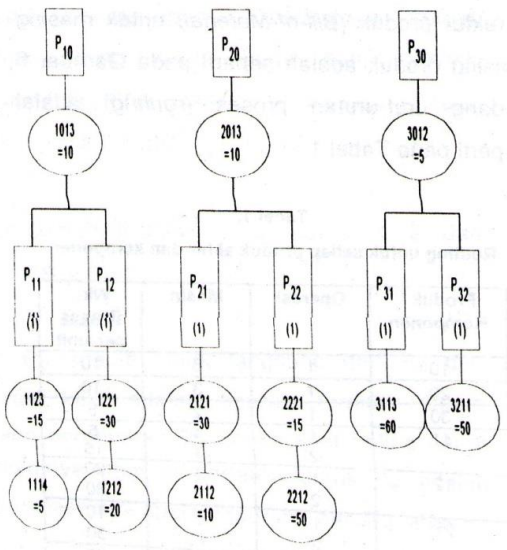 P10 P20 P30
1013 2013 3012
=10 =10 =5
P11 P12 P21 P22 P31 P32
(1) (1) (1) (1) (1) (1)
1123 1221 2121 2221 3113 3211
=15 =30 =30 =15 =60 =50
1114 1212 2112 2212
=5 =20 =10 =50